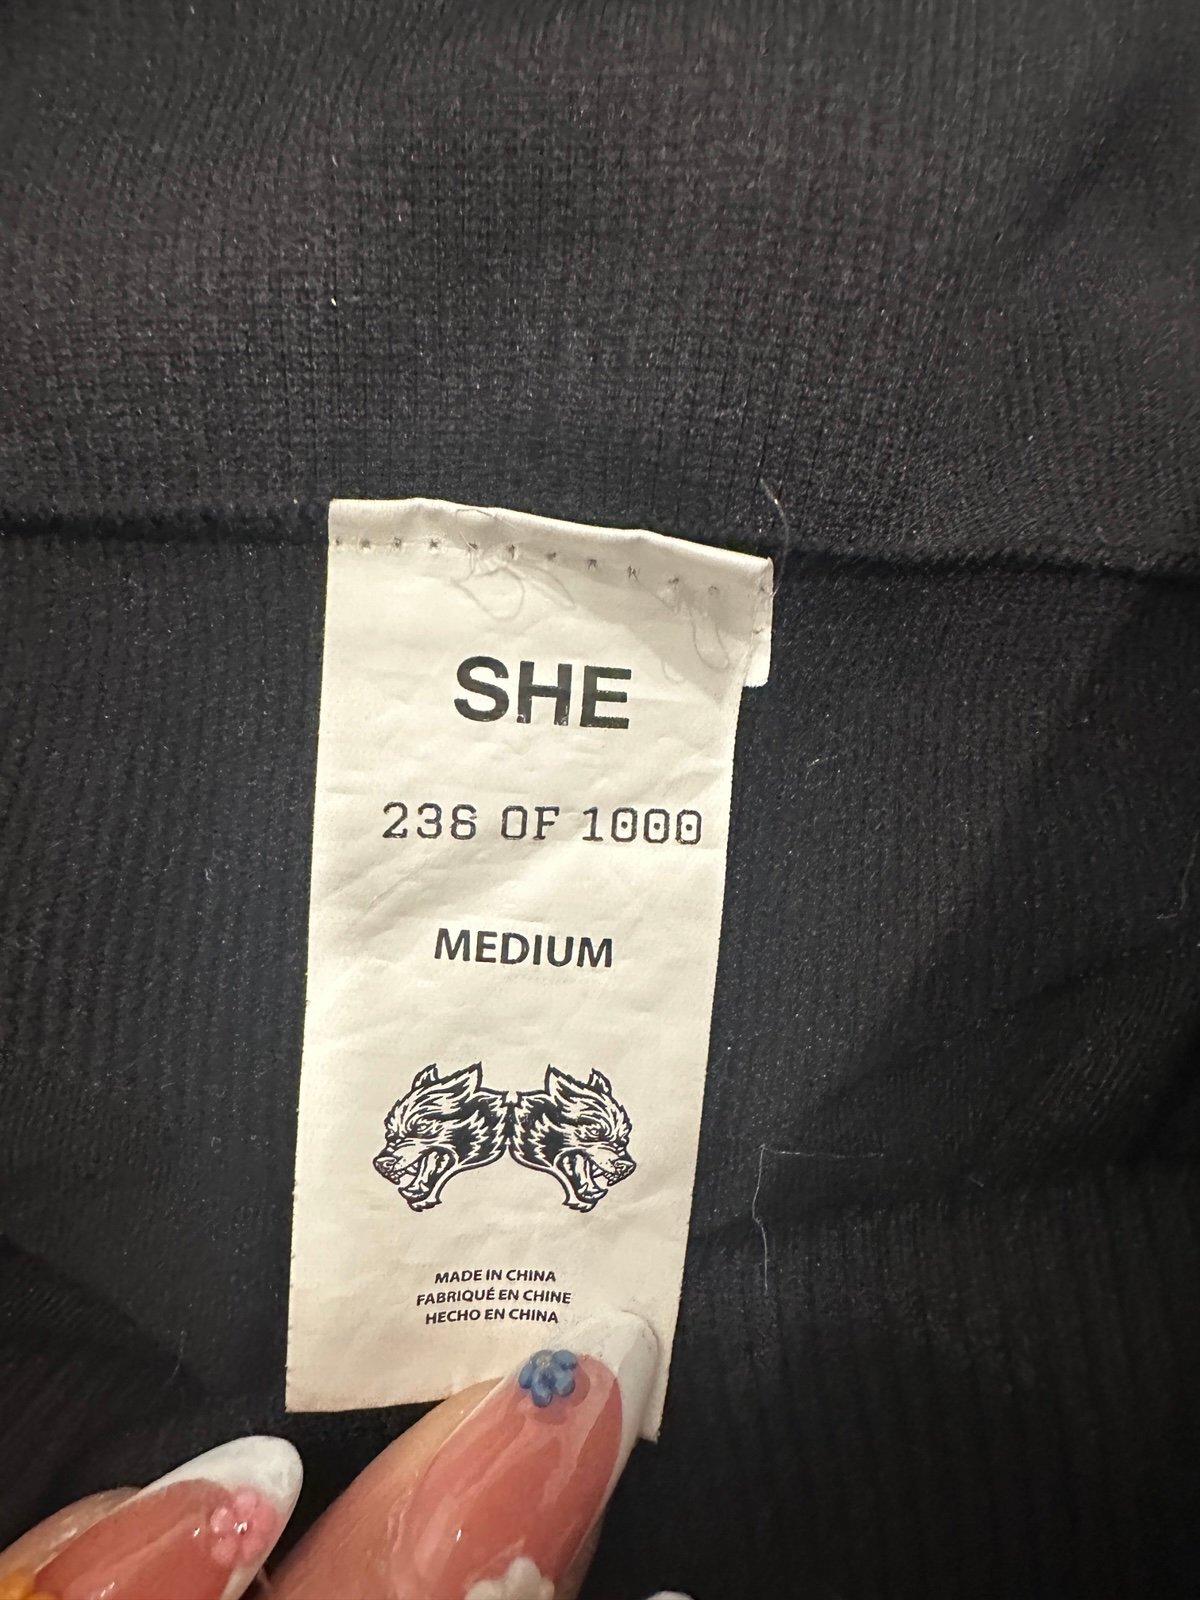 SHE
236 OF 1000
MEDIUM
MADE IN CHINA
FABRIQUÉ EN CHINE
HECHO EN CHINA